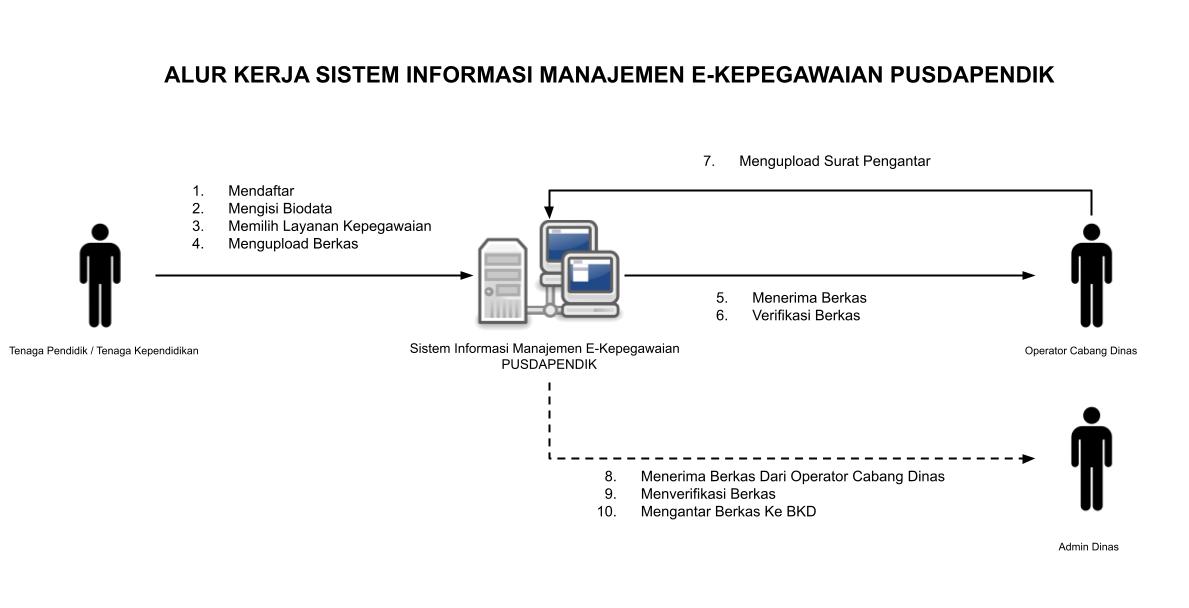 ALUR KERJA SISTEM INFORMASI MANAJEMEN E-KEPEGAWAIAN PUSDAPENDIK
7. Mengupload Surat Pengantar
1. Mendaftar
2. Mengisi Biodata
3. Memilih Layanan Kepegawaian
4. Mengupload Berkas
5. Menerima Berkas
6. Verifikasi Berkas
Tenaga Pendidik / Tenaga Kependidikan
Sistem Informasi Manajemen E-Kepegawaian
PUSDAPENDIK
Operator Cabang Dinas
8. Menerima Berkas Dari Operator Cabang Dinas
9. Menverifikasi Berkas
10. Mengantar Berkas Ke BKD
Admin Dinas